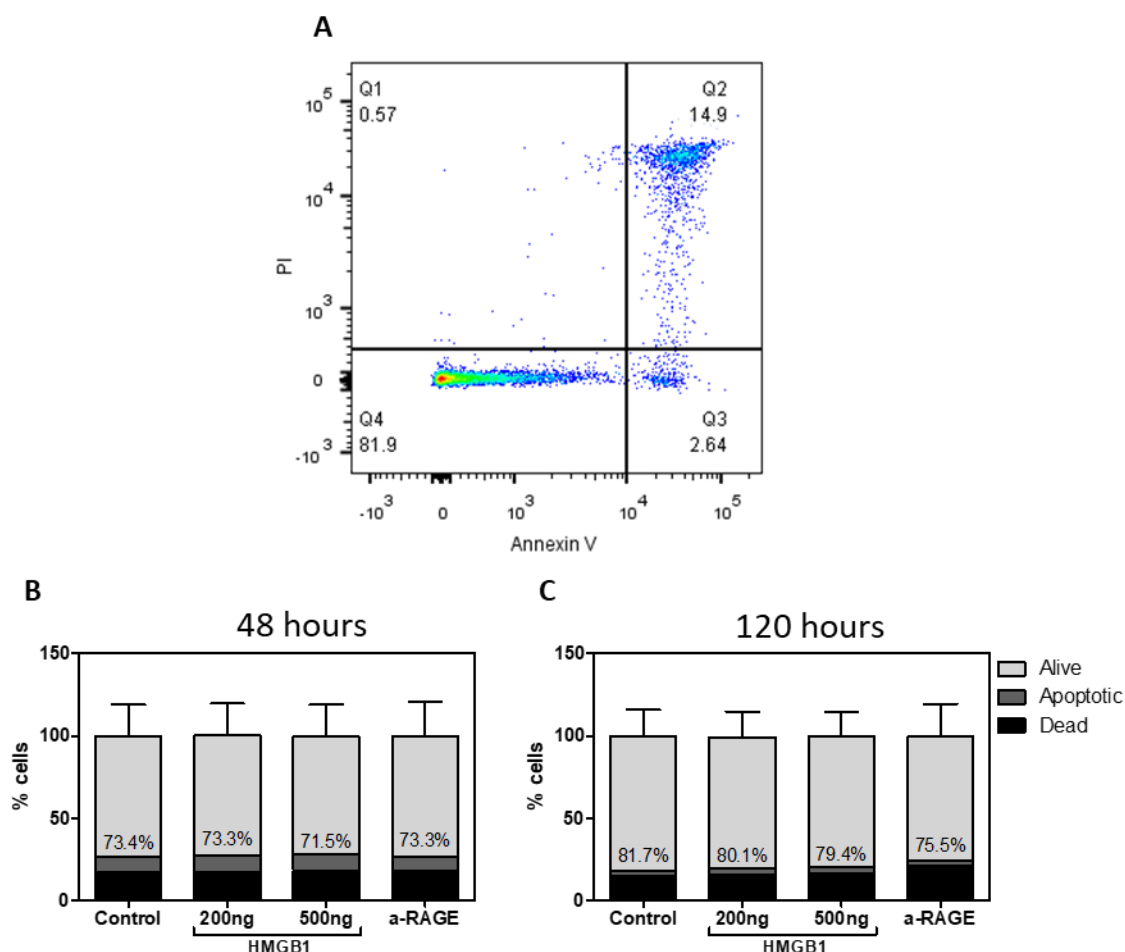 A
Q1
0.57
Q2
14.9
10^5
10^4
PI
10^3
0
Q4
81.9
Q3
2.64
-10^3
-10^3 0 10^3 10^4 10^5
Annexin V
B
48 hours
150
100
50
0
% cells
73.4% 73.3% 71.5% 73.3%
Control 200ng 500ng a-RAGE
HMGB1
C
120 hours
150
100
50
0
% cells
81.7% 80.1% 79.4% 75.5%
Control 200ng 500ng a-RAGE
HMGB1
Alive
Apoptotic
Dead